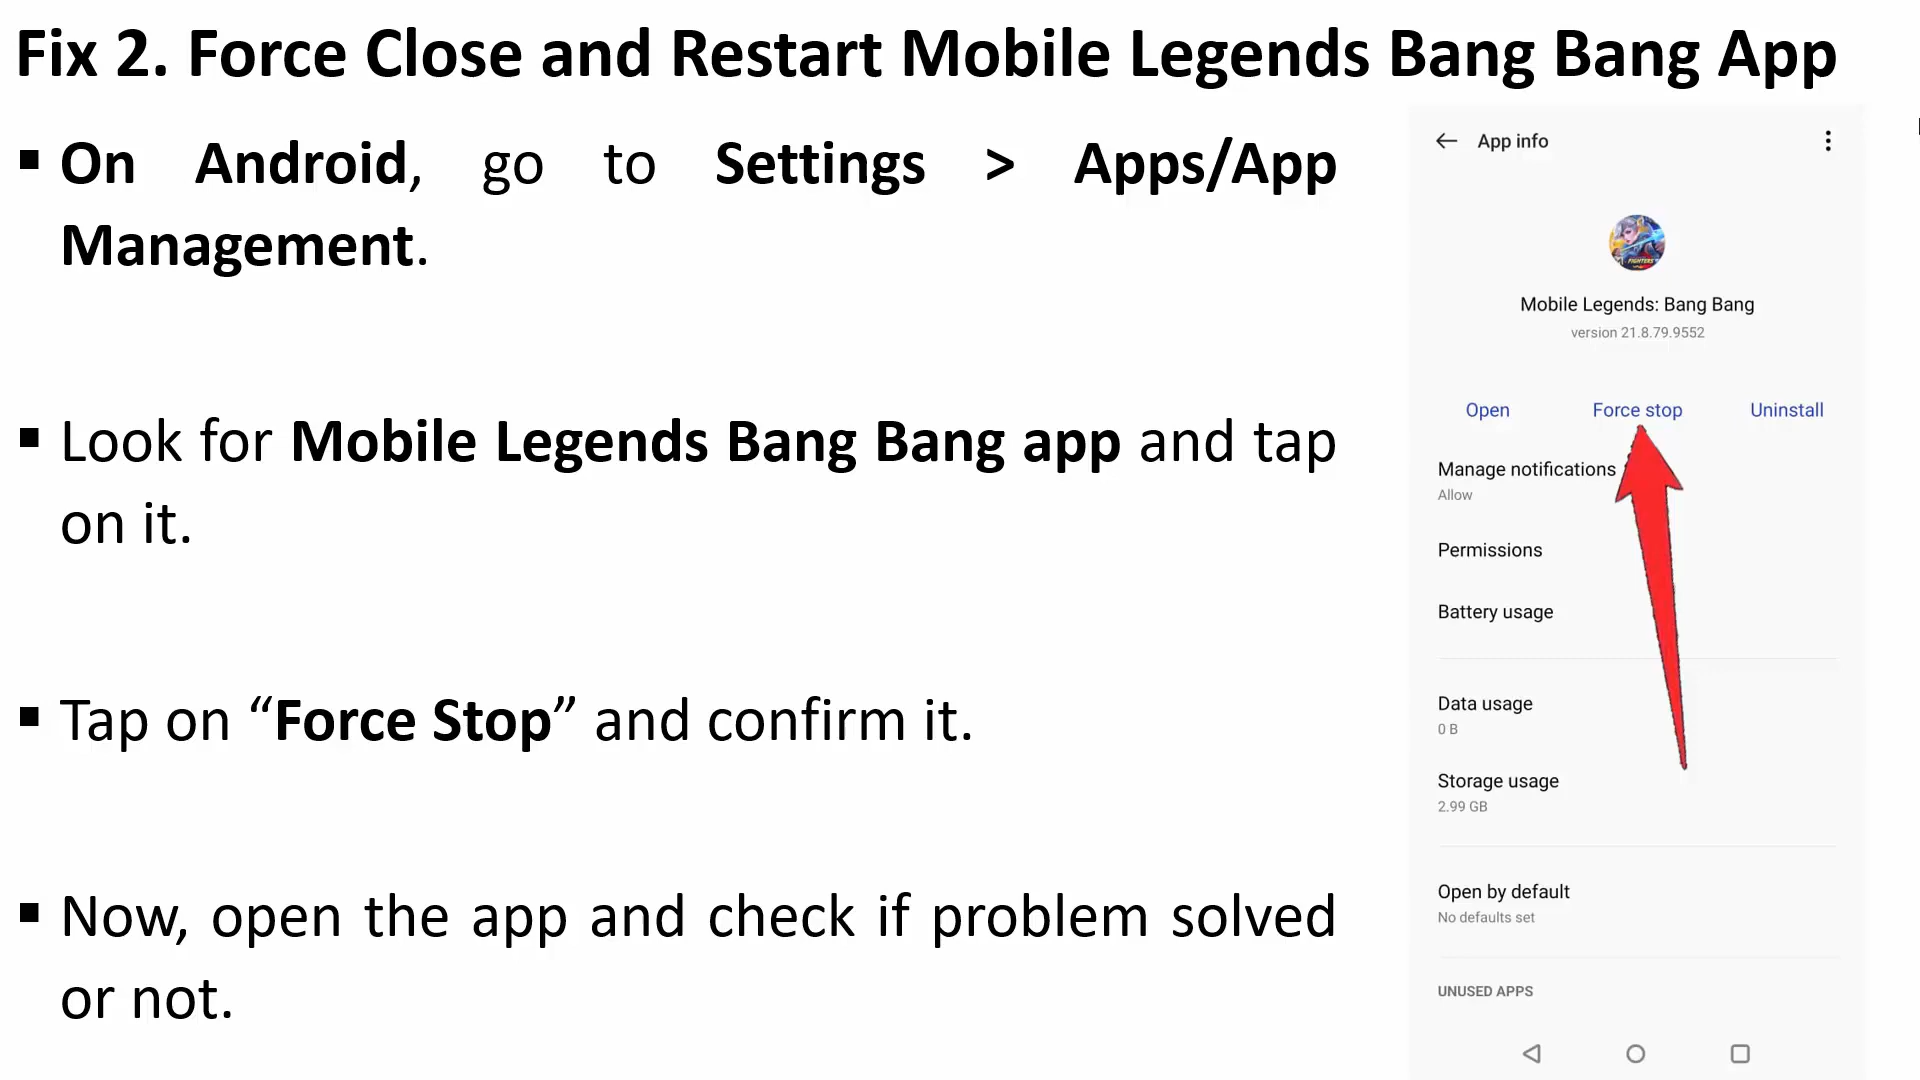 Fix 2. Force Close and Restart Mobile Legends Bang Bang App
▪ On Android, go to Settings > Apps/App
Management.
▪ Look for Mobile Legends Bang Bang app and tap
on it.
▪ Tap on “Force Stop” and confirm it.
▪ Now, open the app and check if problem solved
or not.
App info
FIGHTERS
Mobile Legends: Bang Bang
version 21.8.79.9552
Open Force stop Uninstall
Manage notifications
Allow
Permissions
Battery usage
Data usage
0 B
Storage usage
2.99 GB
Open by default
No defaults set
UNUSED APPS